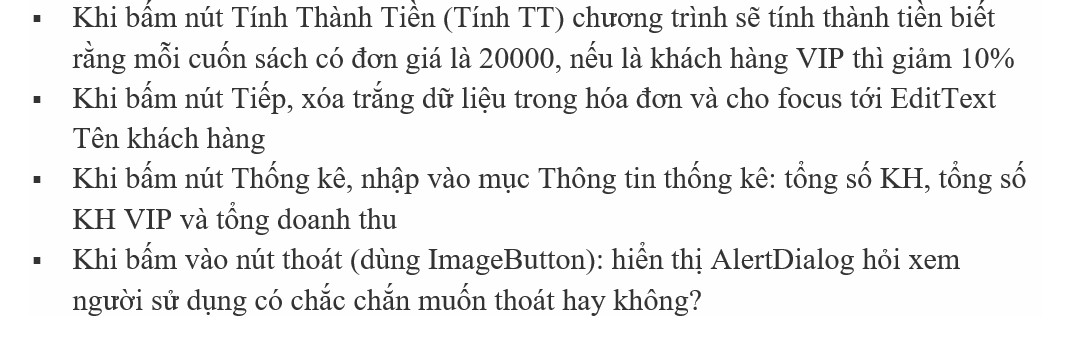 ▪ Khi bấm nút Tính Thành Tiền (Tính TT) chương trình sẽ tính thành tiền biết
rằng mỗi cuốn sách có đơn giá là 20000, nếu là khách hàng VIP thì giảm 10%
▪ Khi bấm nút Tiếp, xóa trắng dữ liệu trong hóa đơn và cho focus tới EditText
Tên khách hàng
▪ Khi bấm nút Thống kê, nhập vào mục Thông tin thống kê: tổng số KH, tổng số
KH VIP và tổng doanh thu
▪ Khi bấm vào nút thoát (dùng ImageButton): hiển thị AlertDialog hỏi xem
người sử dụng có chắc chắn muốn thoát hay không?